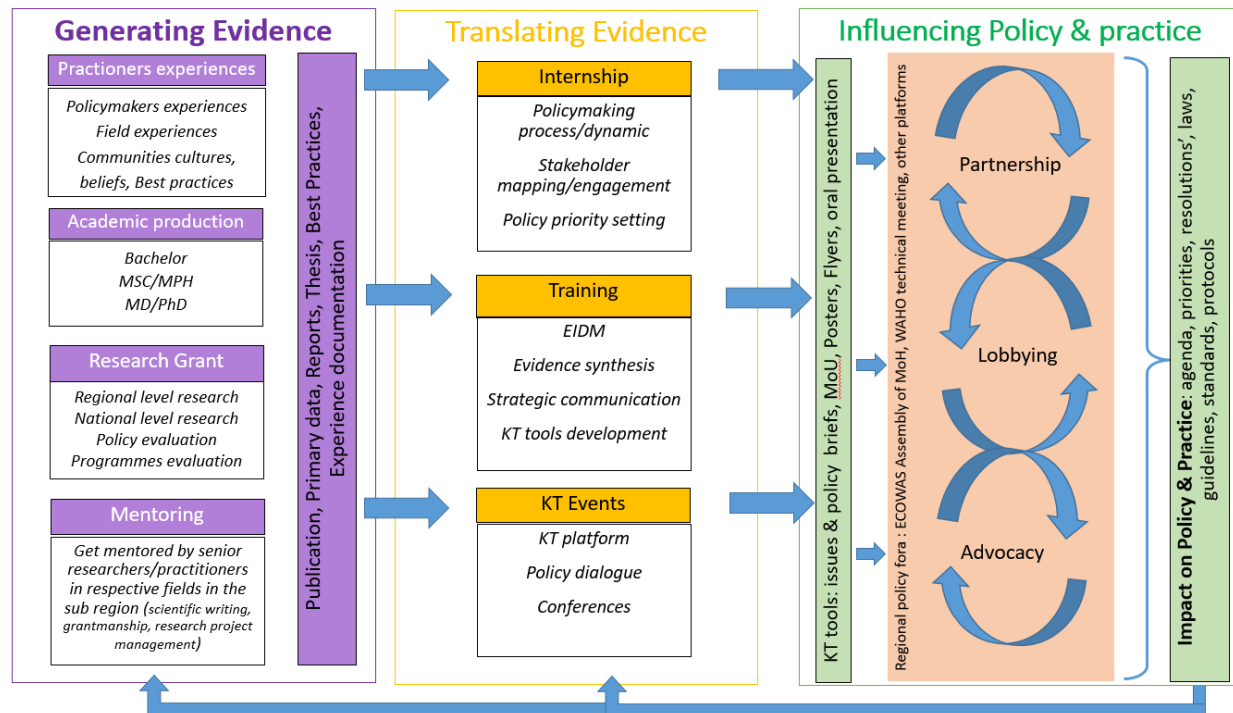 Generating Evidence
Practioners experiences
Policymakers experiences
Field experiences
Communities cultures,
beliefs, Best practices
Academic production
Bachelor
MSC/MPH
MD/PhD
Research Grant
Regional level research
National level research
Policy evaluation
Programmes evaluation
Mentoring
Get mentored by senior
researchers/practitioners
in respective fields in the
sub region (scientific writing,
grantmanship, research project
management)
Publication, Primary data, Reports, Thesis, Best Practices,
Experience documentation
Translating Evidence
Internship
Policymaking
process/dynamic
Stakeholder
mapping/engagement
Policy priority setting
Training
EIDM
Evidence synthesis
Strategic communication
KT tools development
KT Events
KT platform
Policy dialogue
Conferences
Influencing Policy & practice
KT tools: issues & policy briefs, MoU, Posters, Flyers, oral presentation
Regional policy fora : ECOWAS Assembly of MoH, WAHO technical meeting, other platforms
Partnership
Lobbying
Advocacy
Impact on Policy & Practice: agenda, priorities, resolutions’, laws,
guidelines, standards, protocols